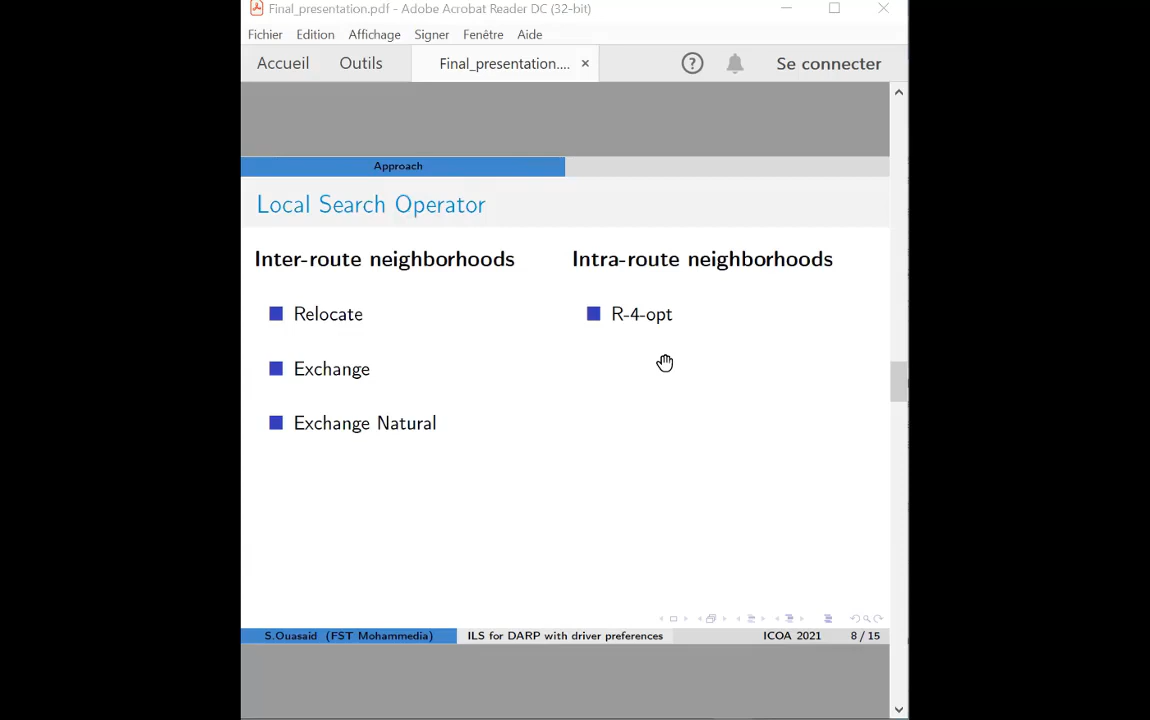 Final_presentation.pdf - Adobe Acrobat Reader DC (32-bit)
Fichier Edition Affichage Signer Fenêtre Aide
Accueil Outils Final_presentation.... × ? Se connecter
Approach
Local Search Operator
Inter-route neighborhoods
Relocate
Exchange
Exchange Natural
Intra-route neighborhoods
R-4-opt
S.Ouasaid (FST Mohammedia) ILS for DARP with driver preferences ICOA 2021 8 / 15